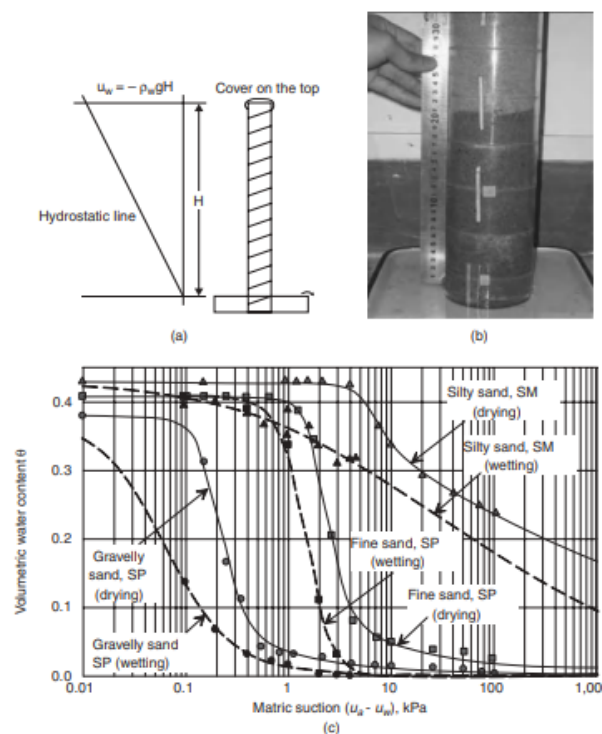 u_w = − ρ_wgH
Cover on the top
H
Hydrostatic line
(a)
(b)
Volumetric water content θ
0.4
0.3
0.2
0.1
0.0
Silty sand, SM
(drying)
Silty sand, SM
(wetting)
Gravelly
sand, SP
(drying)
Gravelly sand
SP (wetting)
Fine sand, SP
(wetting)
Fine sand, SP
(drying)
0.01
0.1
1
10
100
1,00
Matric suction (u_a - u_w), kPa
(c)